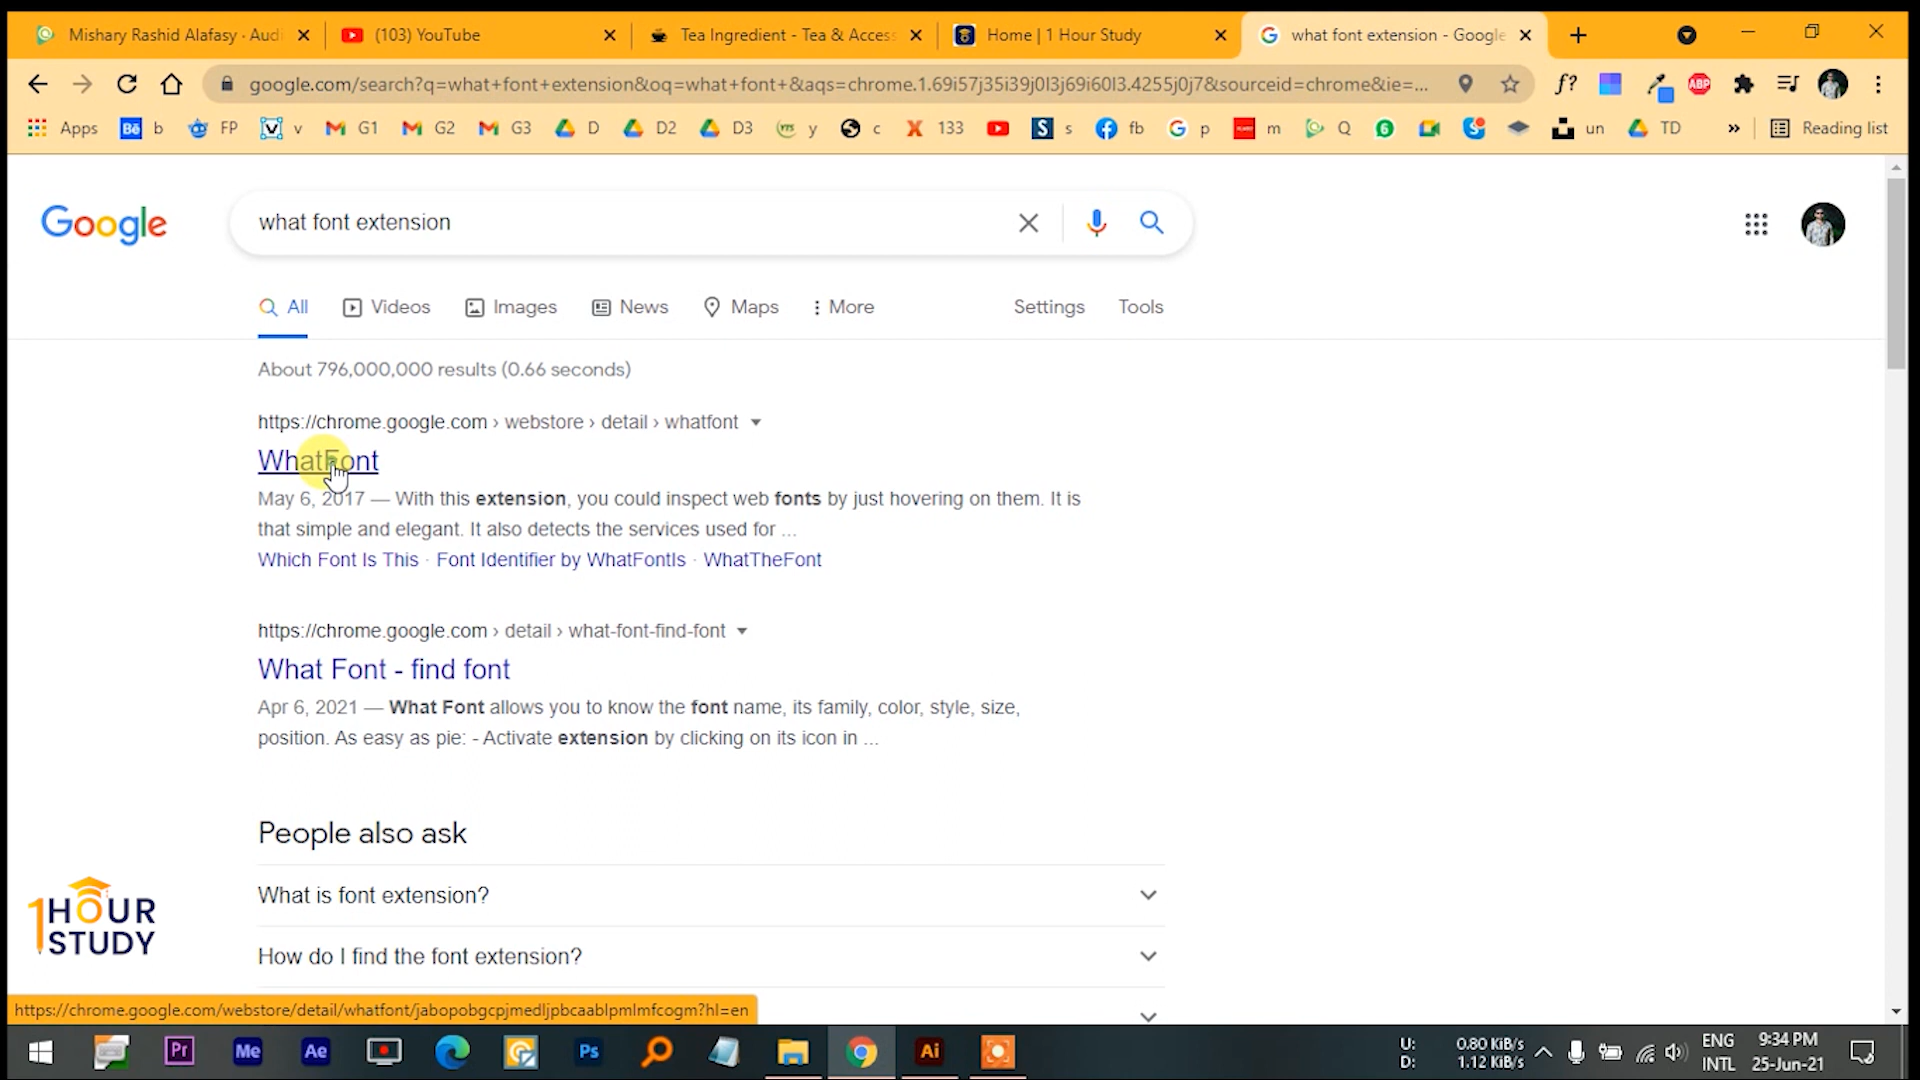 Mishary Rashid Alafasy - Audi
(103) YouTube
Tea Ingredient - Tea & Access
Home | 1 Hour Study
what font extension - Google
google.com/search?q=what+font+extension&oq=what+font+&aqs=chrome.1.69i57j35i39j0l3j69i60l3.4255j0j7&sourceid=chrome&ie=...
f?
ABP
Apps
Bē b
FP
v
G1
G2
G3
D
D2
D3
y
c
X 133
S s
fb
G p
m
Q
6
un
TD
»
Reading list
Google
what font extension
All
Videos
Images
News
Maps
More
Settings
Tools
About 796,000,000 results (0.66 seconds)
https://chrome.google.com › webstore › detail › whatfont
WhatFont
May 6, 2017 — With this extension, you could inspect web fonts by just hovering on them. It is
that simple and elegant. It also detects the services used for ...
Which Font Is This · Font Identifier by WhatFontIs · WhatTheFont
https://chrome.google.com › detail › what-font-find-font
What Font - find font
Apr 6, 2021 — What Font allows you to know the font name, its family, color, style, size,
position. As easy as pie: - Activate extension by clicking on its icon in ...
People also ask
What is font extension?
How do I find the font extension?
1HOUR
STUDY
https://chrome.google.com/webstore/detail/whatfont/jabopobgcpjmedljpbcaablpmlmfcogm?hl=en
Pr
Me
Ae
Ps
Ai
U: 0.80 KiB/s
D: 1.12 KiB/s
ENG
INTL
9:34 PM
25-Jun-21